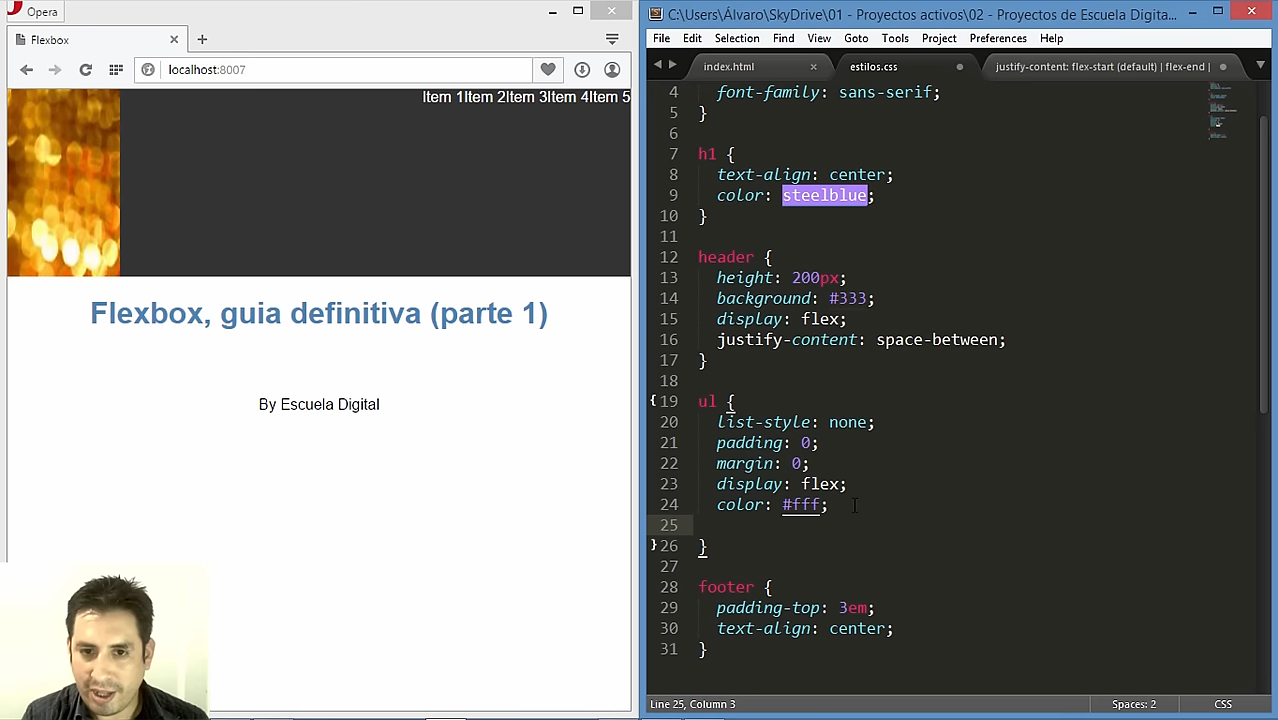 Opera
Flexbox
localhost:8007
Item 1Item 2Item 3Item 4Item 5
Flexbox, guia definitiva (parte 1)
By Escuela Digital
C:\Users\Álvaro\SkyDrive\01 - Proyectos activos\02 - Proyectos de Escuela Digita...
File Edit Selection Find View Goto Tools Project Preferences Help
index.html estilos.css justify-content: flex-start (default) | flex-end |
4 font-family: sans-serif;
5 }
6
7 h1 {
8 text-align: center;
9 color: steelblue;
10 }
11
12 header {
13 height: 200px;
14 background: #333;
15 display: flex;
16 justify-content: space-between;
17 }
18
19 ul {
20 list-style: none;
21 padding: 0;
22 margin: 0;
23 display: flex;
24 color: #fff;
25
26 }
27
28 footer {
29 padding-top: 3em;
30 text-align: center;
31 }
Line 25, Column 3 Spaces: 2 CSS